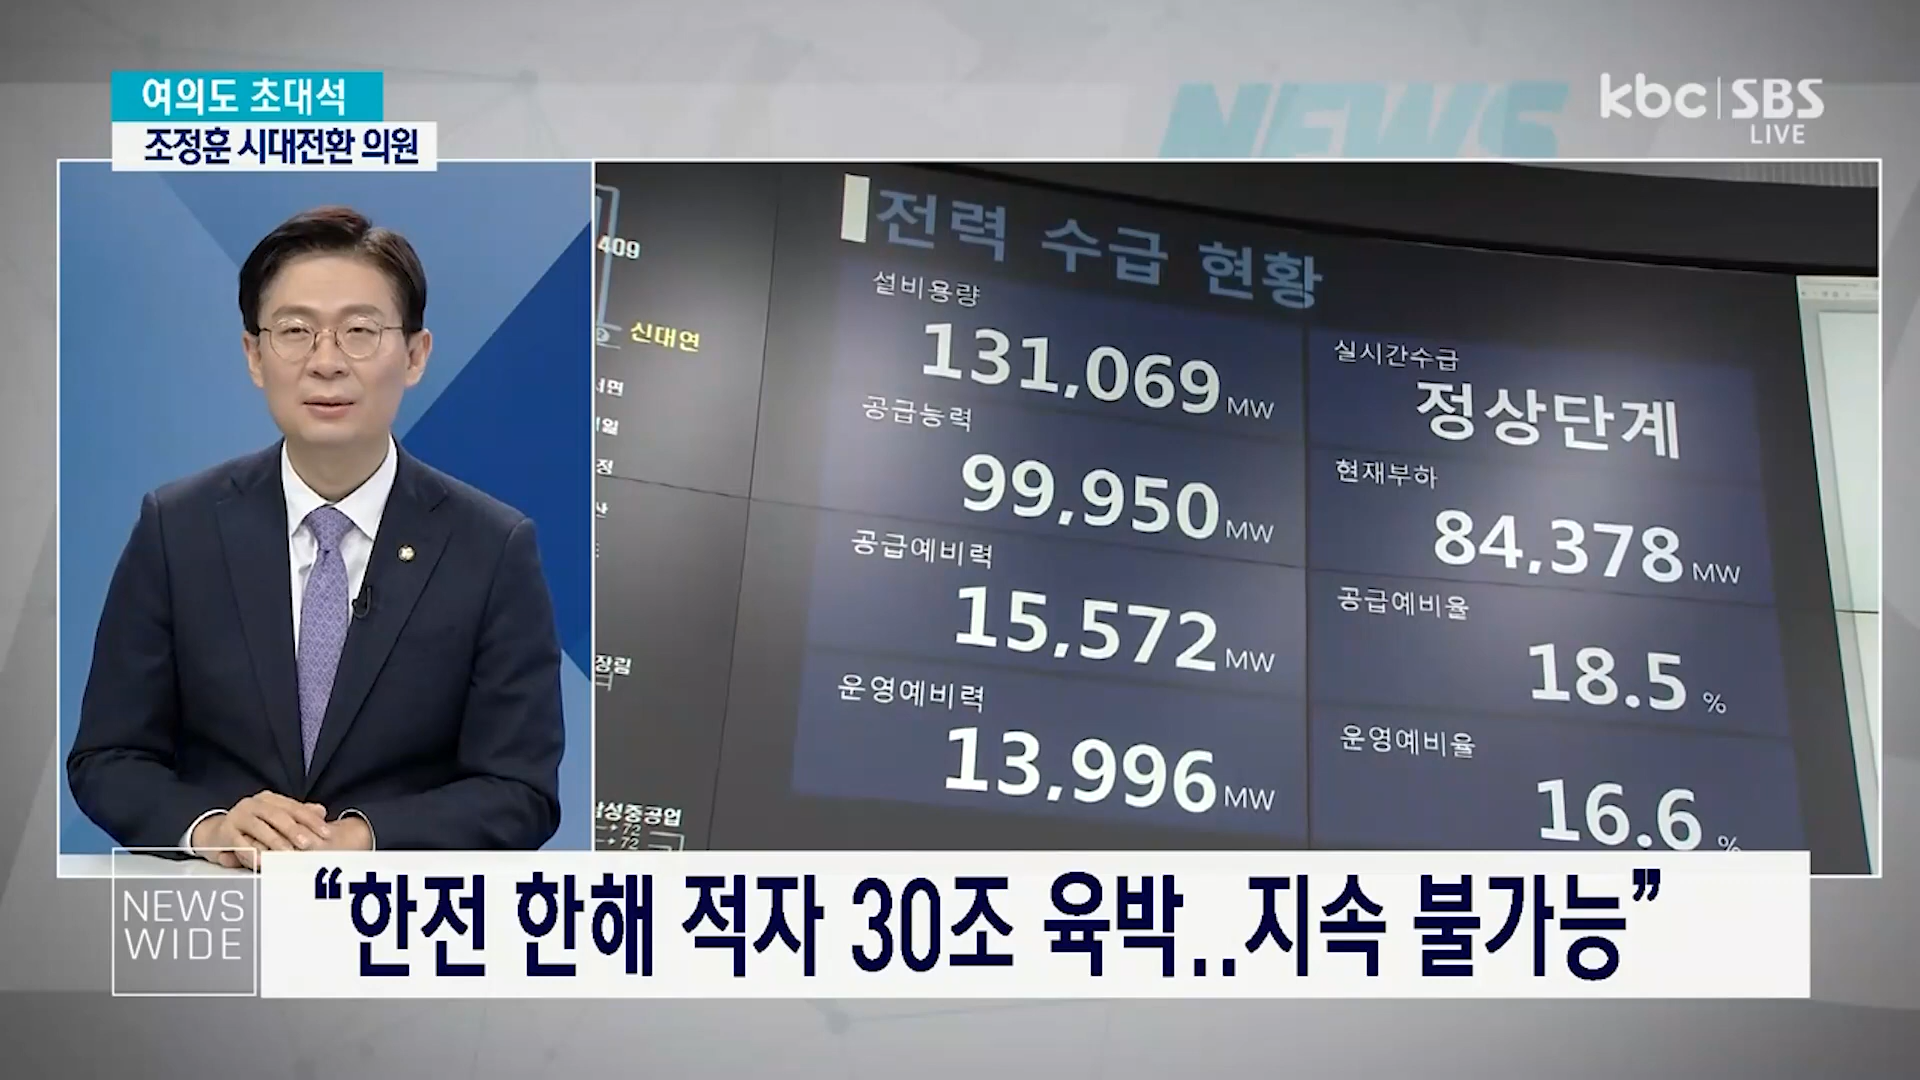 여의도 초대석
조정훈 시대전환 의원
NEWS
kbc SBS
LIVE
409
신대연
장림
전력 수급 현황
설비용량
131,069 MW
공급능력
99,950 MW
공급예비력
15,572 MW
운영예비력
13,996 MW
실시간수급
정상단계
현재부하
84,378 MW
공급예비율
18.5 %
운영예비율
16.6 %
72
72
NEWS
WIDE
“한전 한해 적자 30조 육박..지속 불가능”